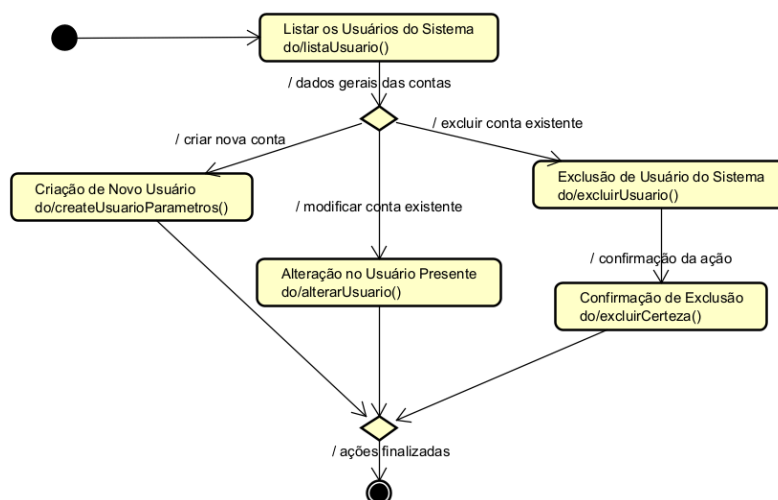 Listar os Usuários do Sistema
do/listaUsuario()
/ dados gerais das contas
/ criar nova conta
/ excluir conta existente
Criação de Novo Usuário
do/createUsuarioParametros()
Exclusão de Usuário do Sistema
do/excluirUsuario()
/ modificar conta existente
/ confirmação da ação
Alteração no Usuário Presente
do/alterarUsuario()
Confirmação de Exclusão
do/excluirCerteza()
/ ações finalizadas